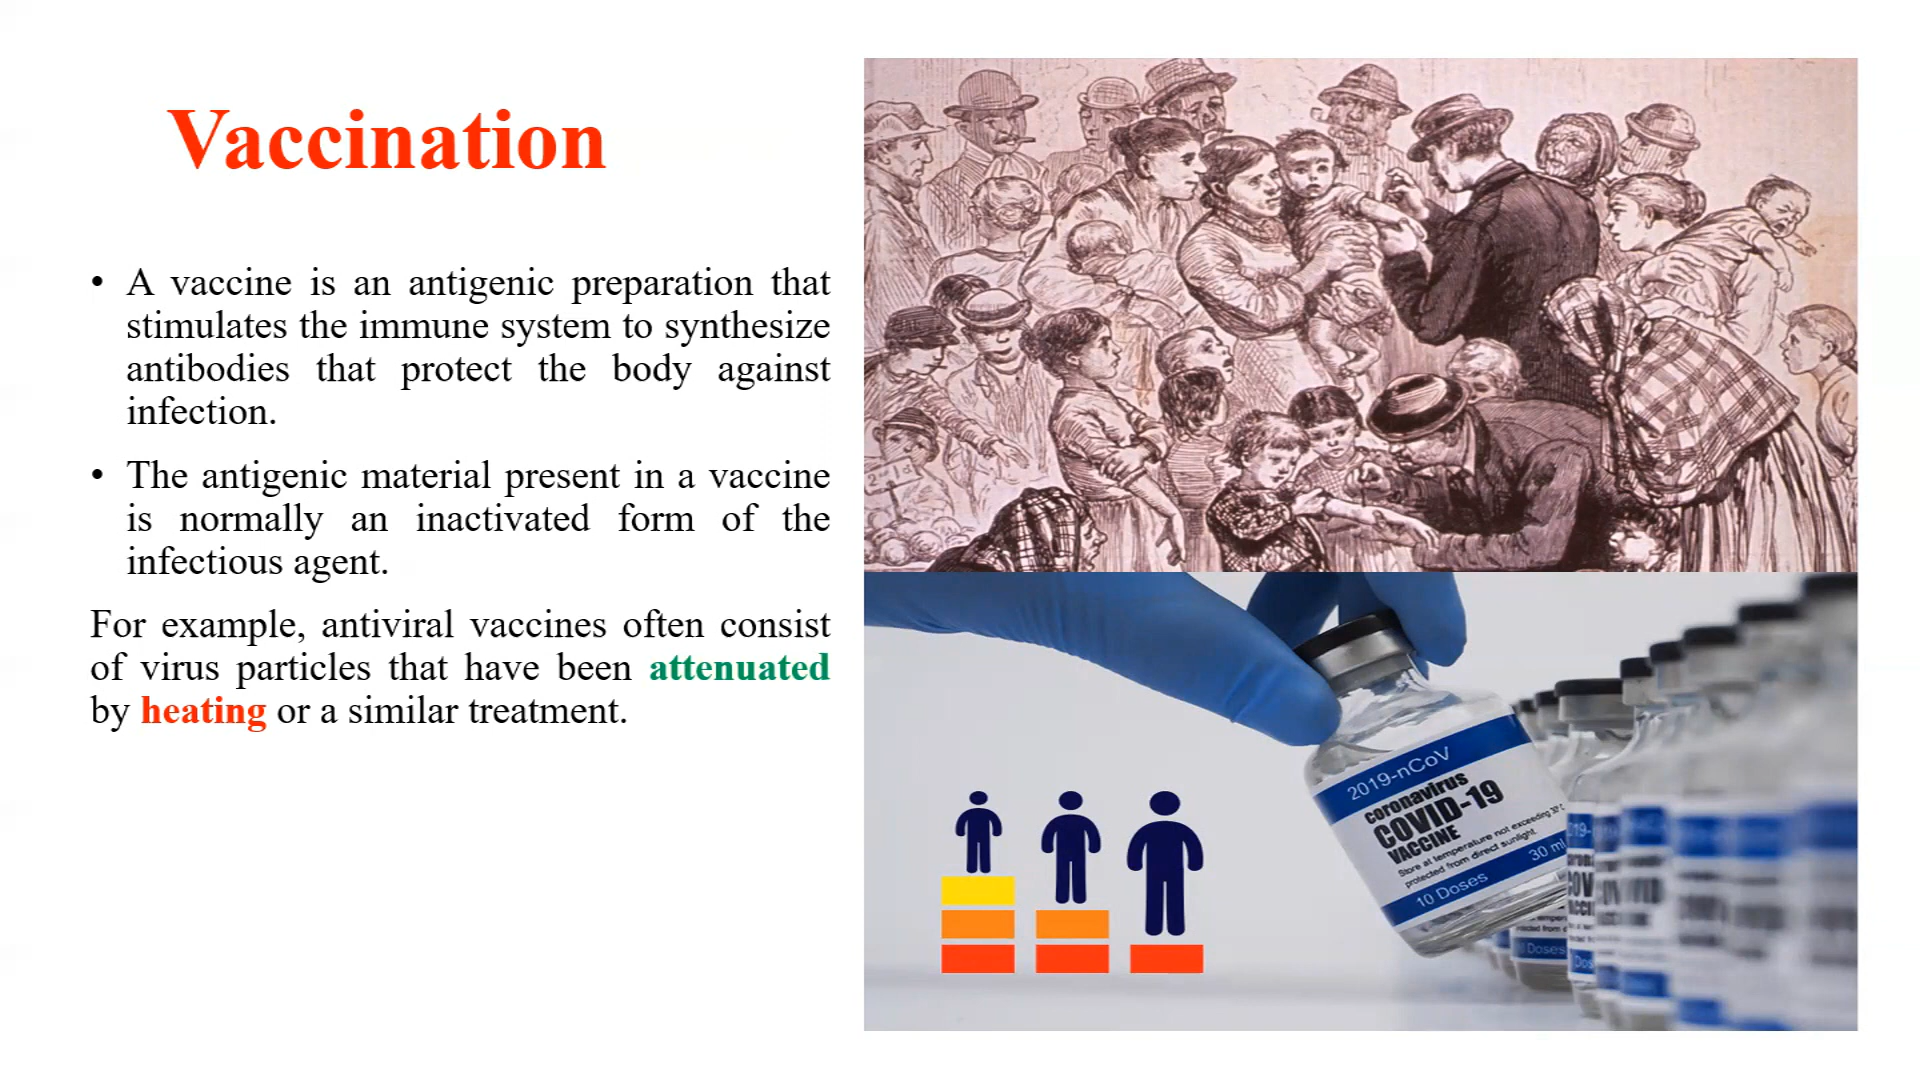 Vaccination
• A vaccine is an antigenic preparation that
stimulates the immune system to synthesize
antibodies that protect the body against
infection.
• The antigenic material present in a vaccine
is normally an inactivated form of the
infectious agent.
For example, antiviral vaccines often consist
of virus particles that have been attenuated
by heating or a similar treatment.
2019-nCoV
coronavirus
COVID-19
VACCINE
Store at temperature not exceeding
protected from direct sunlight.
30 ml
10 Doses